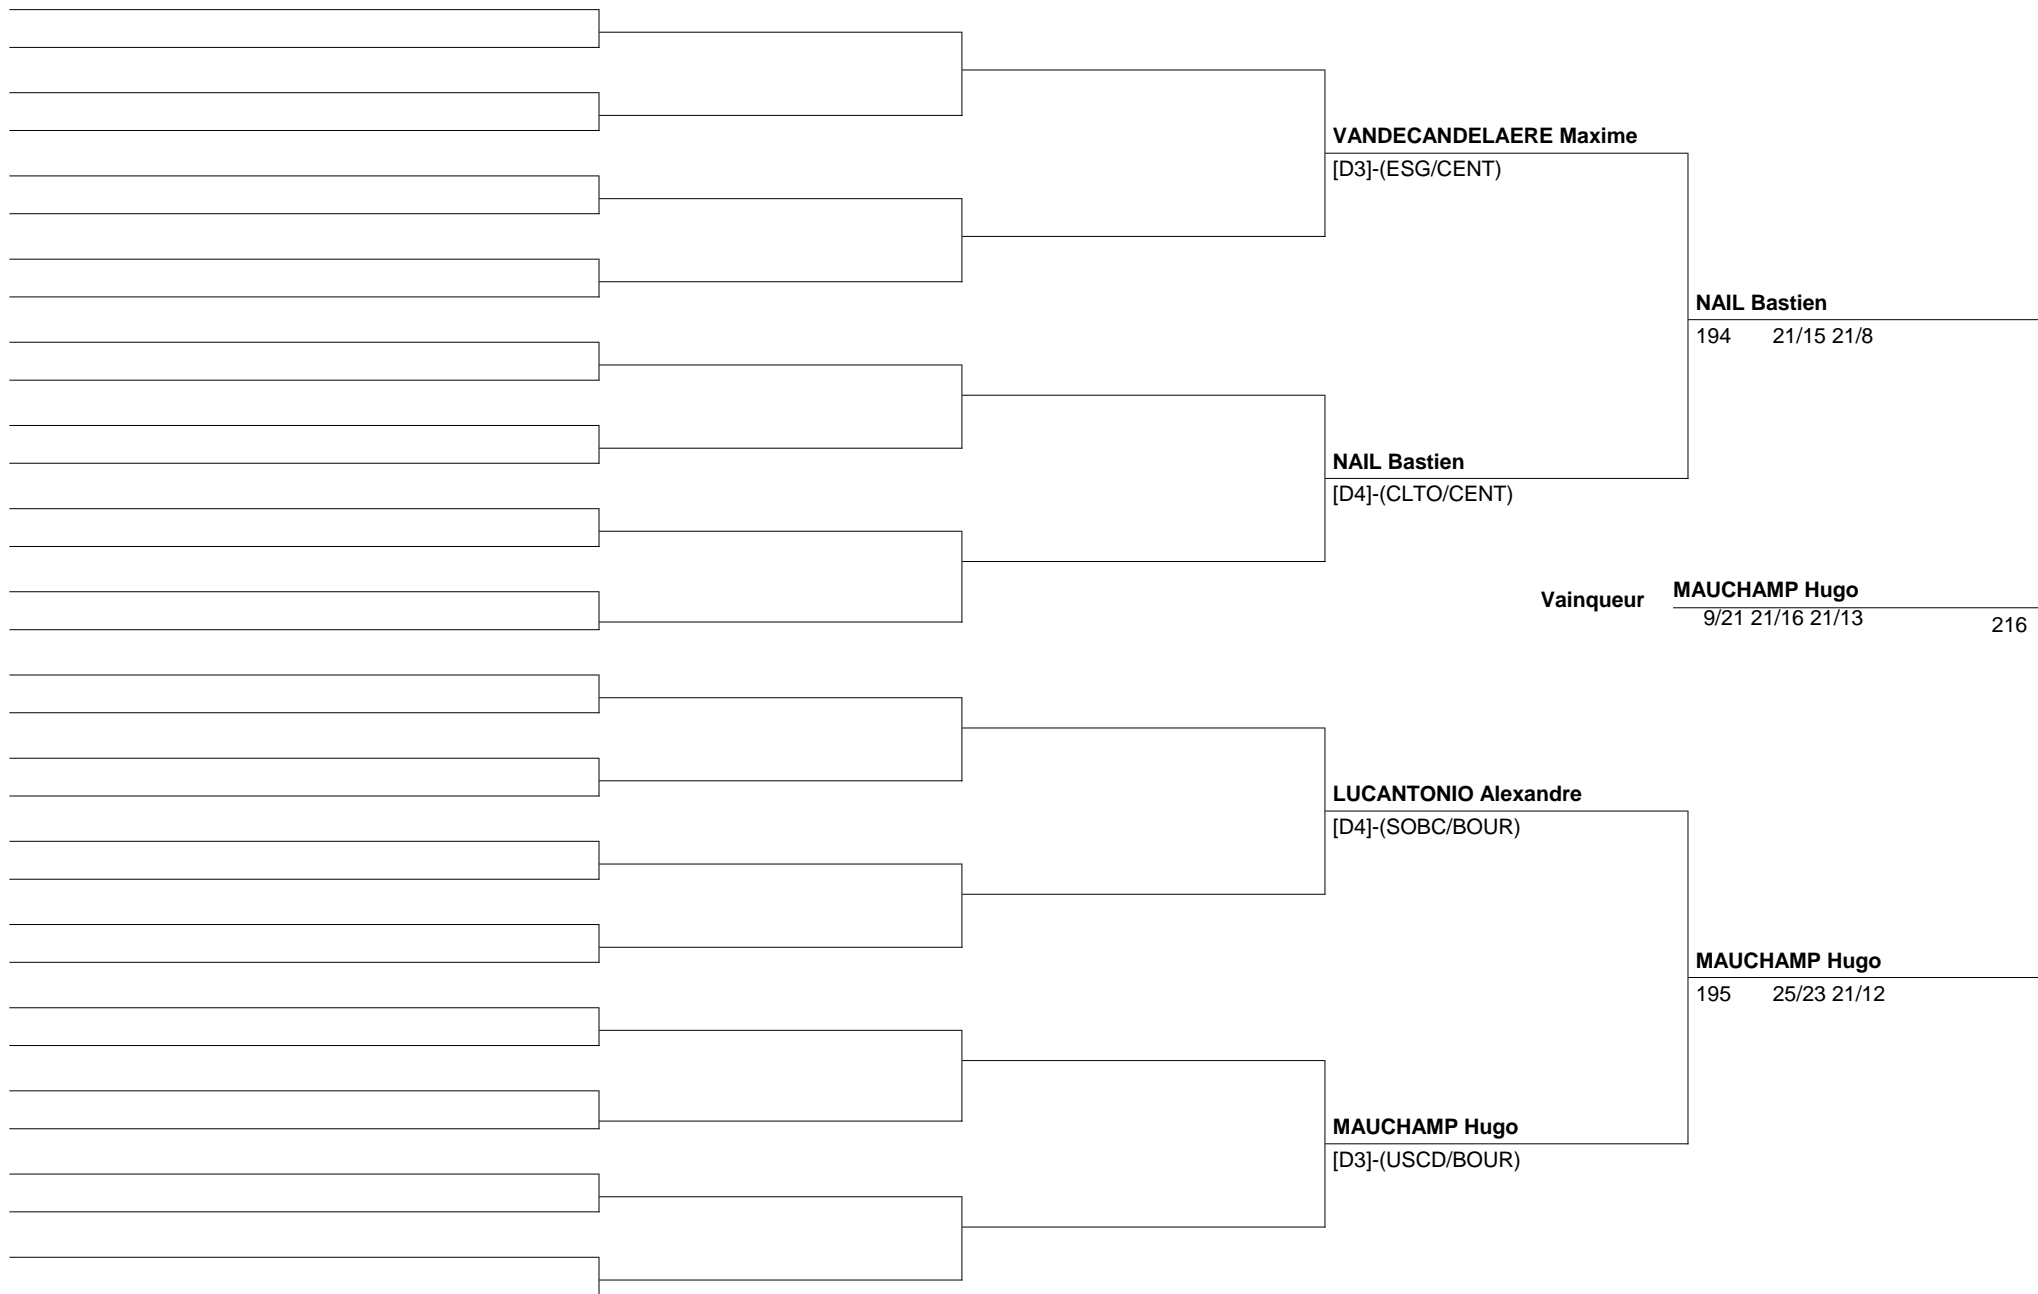 VANDECANDELAERE Maxime
[D3]-(ESG/CENT)
NAIL Bastien
194 21/15 21/8
NAIL Bastien
[D4]-(CLTO/CENT)
Vainqueur MAUCHAMP Hugo
9/21 21/16 21/13 216
LUCANTONIO Alexandre
[D4]-(SOBC/BOUR)
MAUCHAMP Hugo
195 25/23 21/12
MAUCHAMP Hugo
[D3]-(USCD/BOUR)